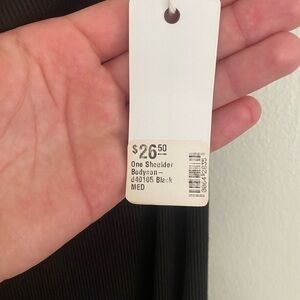 $26.50
One Shoulder
Bodycon—
d40105 Black
MED